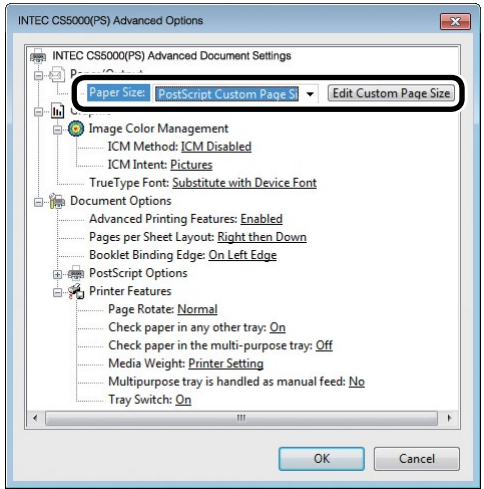 INTEC CS5000(PS) Advanced Options
INTEC CS5000(PS) Advanced Document Settings
Paper Size: PostScript Custom Page Si Edit Custom Page Size
Image Color Management
ICM Method: ICM Disabled
ICM Intent: Pictures
TrueType Font: Substitute with Device Font
Document Options
Advanced Printing Features: Enabled
Pages per Sheet Layout: Right then Down
Booklet Binding Edge: On Left Edge
PostScript Options
Printer Features
Page Rotate: Normal
Check paper in any other tray: On
Check paper in the multi-purpose tray: Off
Media Weight: Printer Setting
Multipurpose tray is handled as manual feed: No
Tray Switch: On
OK Cancel